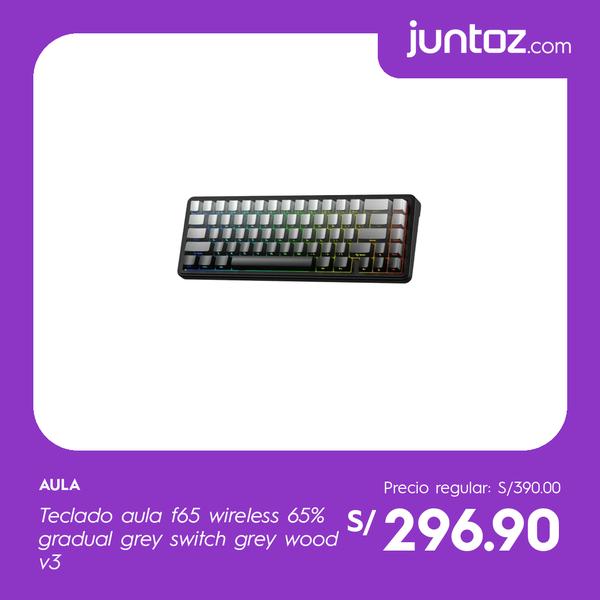 juntoz.com
AULA
Teclado aula f65 wireless 65%
gradual grey switch grey wood
v3
Precio regular: S/390.00
S/ 296.90